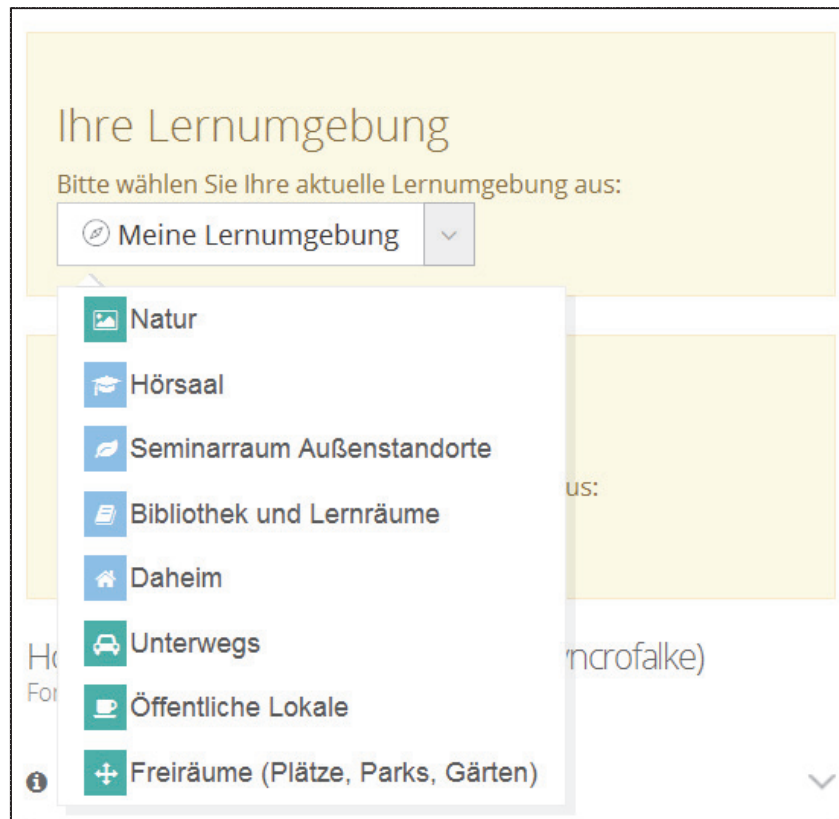 Ihre Lernumgebung
Bitte wählen Sie Ihre aktuelle Lernumgebung aus:
Meine Lernumgebung
Natur
Hörsaal
Seminarraum Außenstandorte
us:
Bibliothek und Lernräume
Daheim
Unterwegs
Öffentliche Lokale
Freiräume (Plätze, Parks, Gärten)